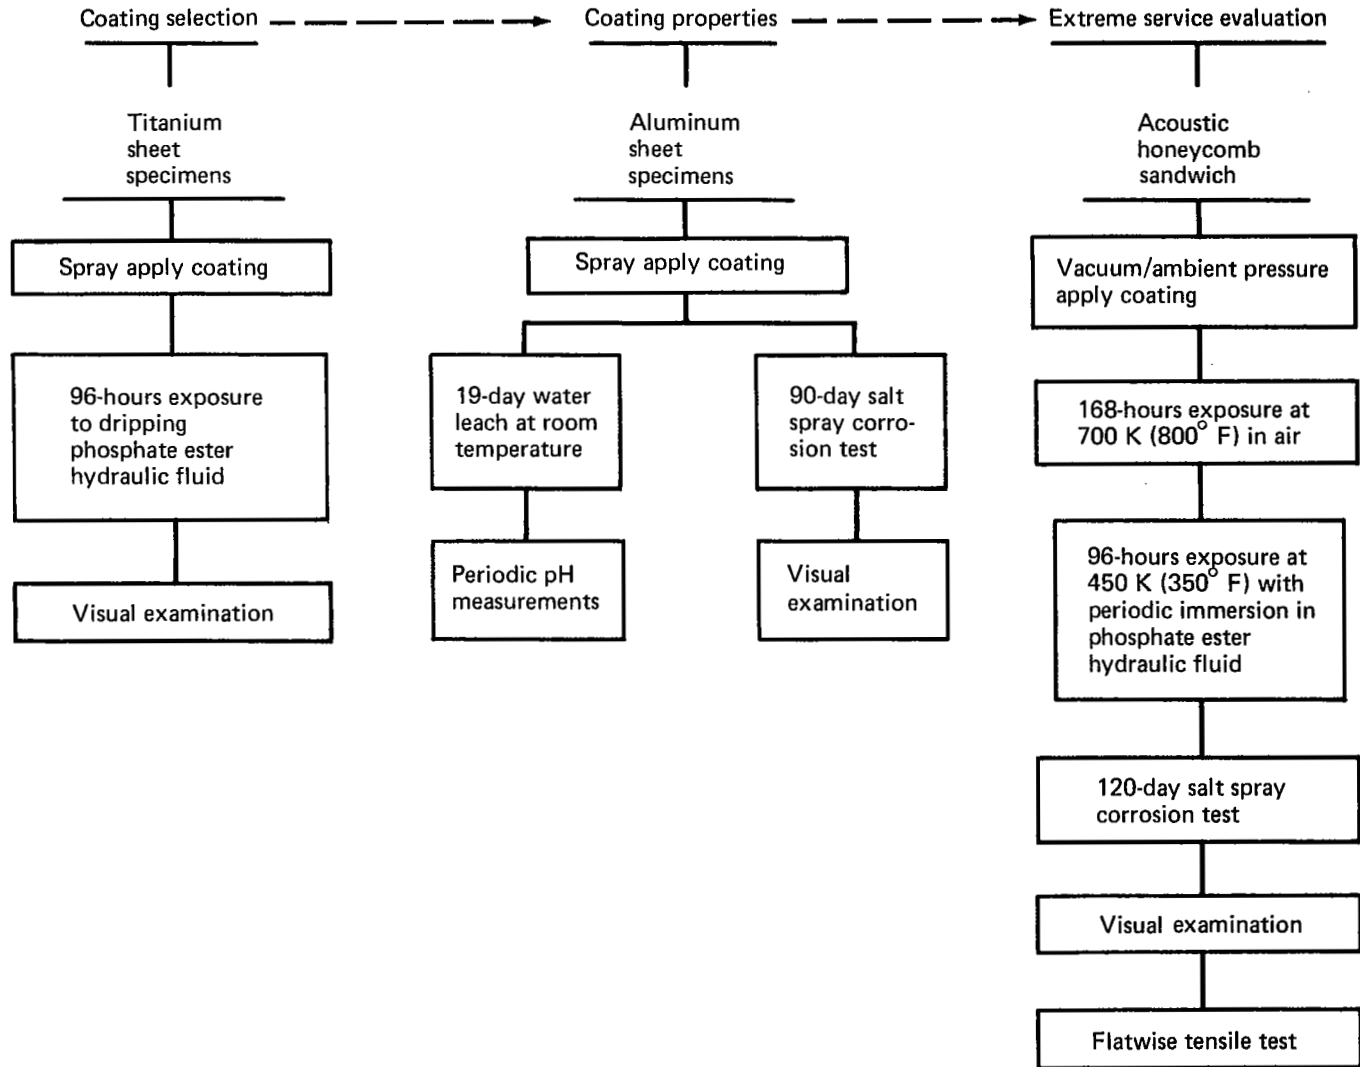 Coating selection
Coating properties
Extreme service evaluation
Titanium
sheet
specimens
Spray apply coating
96-hours exposure
to dripping
phosphate ester
hydraulic fluid
Visual examination
Aluminum
sheet
specimens
Spray apply coating
19-day water
leach at room
temperature
Periodic pH
measurements
90-day salt
spray corro-
sion test
Visual
examination
Acoustic
honeycomb
sandwich
Vacuum/ambient pressure
apply coating
168-hours exposure at
700 K (800° F) in air
96-hours exposure at
450 K (350° F) with
periodic immersion in
phosphate ester
hydraulic fluid
120-day salt spray
corrosion test
Visual examination
Flatwise tensile test